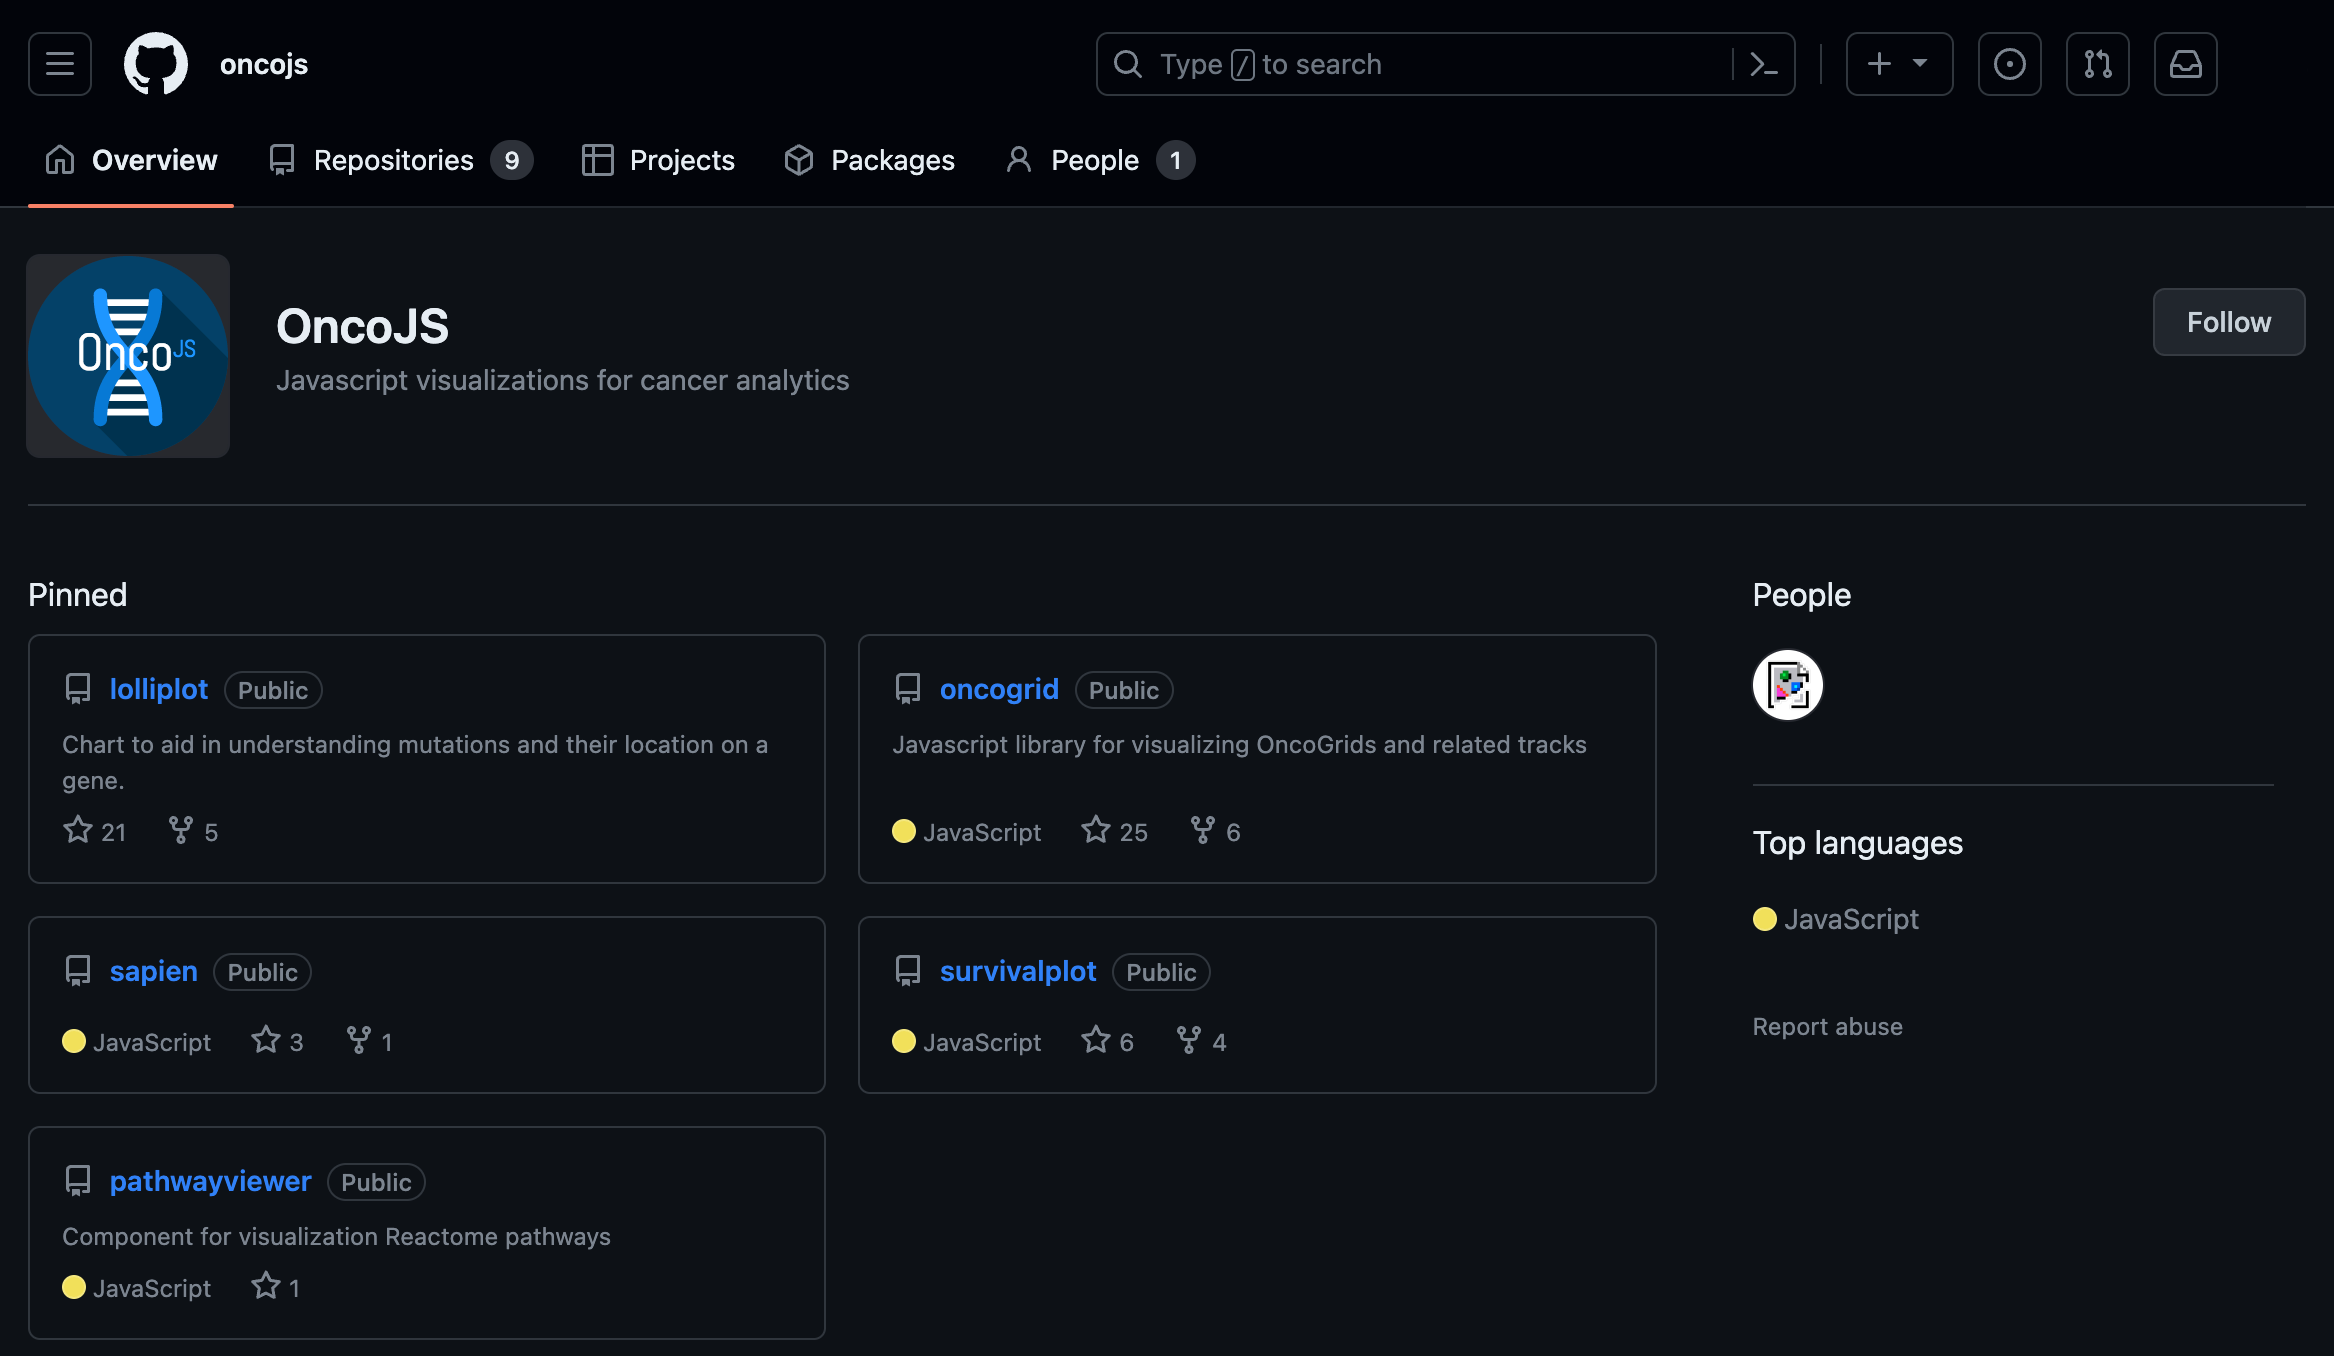 oncojs
Type / to search
Overview
Repositories 9
Projects
Packages
People 1
Onco JS
OncoJS
Javascript visualizations for cancer analytics
Follow
Pinned
lolliplot Public
Chart to aid in understanding mutations and their location on a
gene.
21 5
oncogrid Public
Javascript library for visualizing OncoGrids and related tracks
JavaScript 25 6
sapien Public
JavaScript 3 1
survivalplot Public
JavaScript 6 4
pathwayviewer Public
Component for visualization Reactome pathways
JavaScript 1
People
Top languages
JavaScript
Report abuse